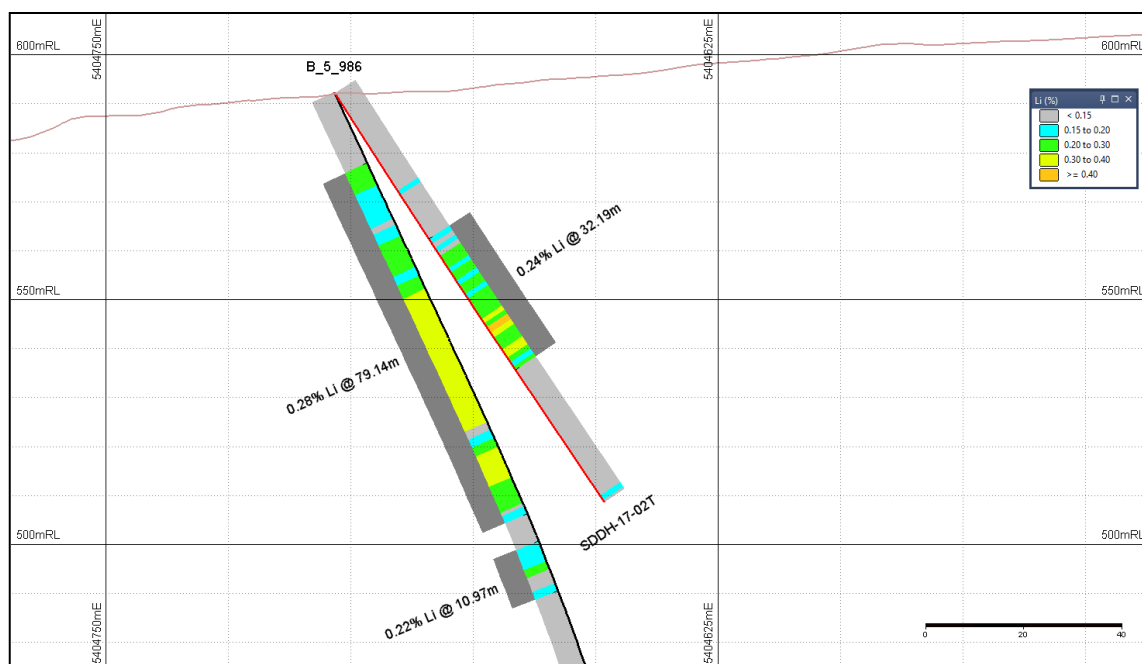 5404750mE
5404625mE
600mRL
600mRL
B_5_986
Li (%)
< 0.15
0.15 to 0.20
0.20 to 0.30
0.30 to 0.40
>= 0.40
0.24% Li @ 32.19m
550mRL
550mRL
0.28% Li @ 79.14m
SDDH-17-02T
500mRL
500mRL
0.22% Li @ 10.97m
5404750mE
5404625mE
0
20
40